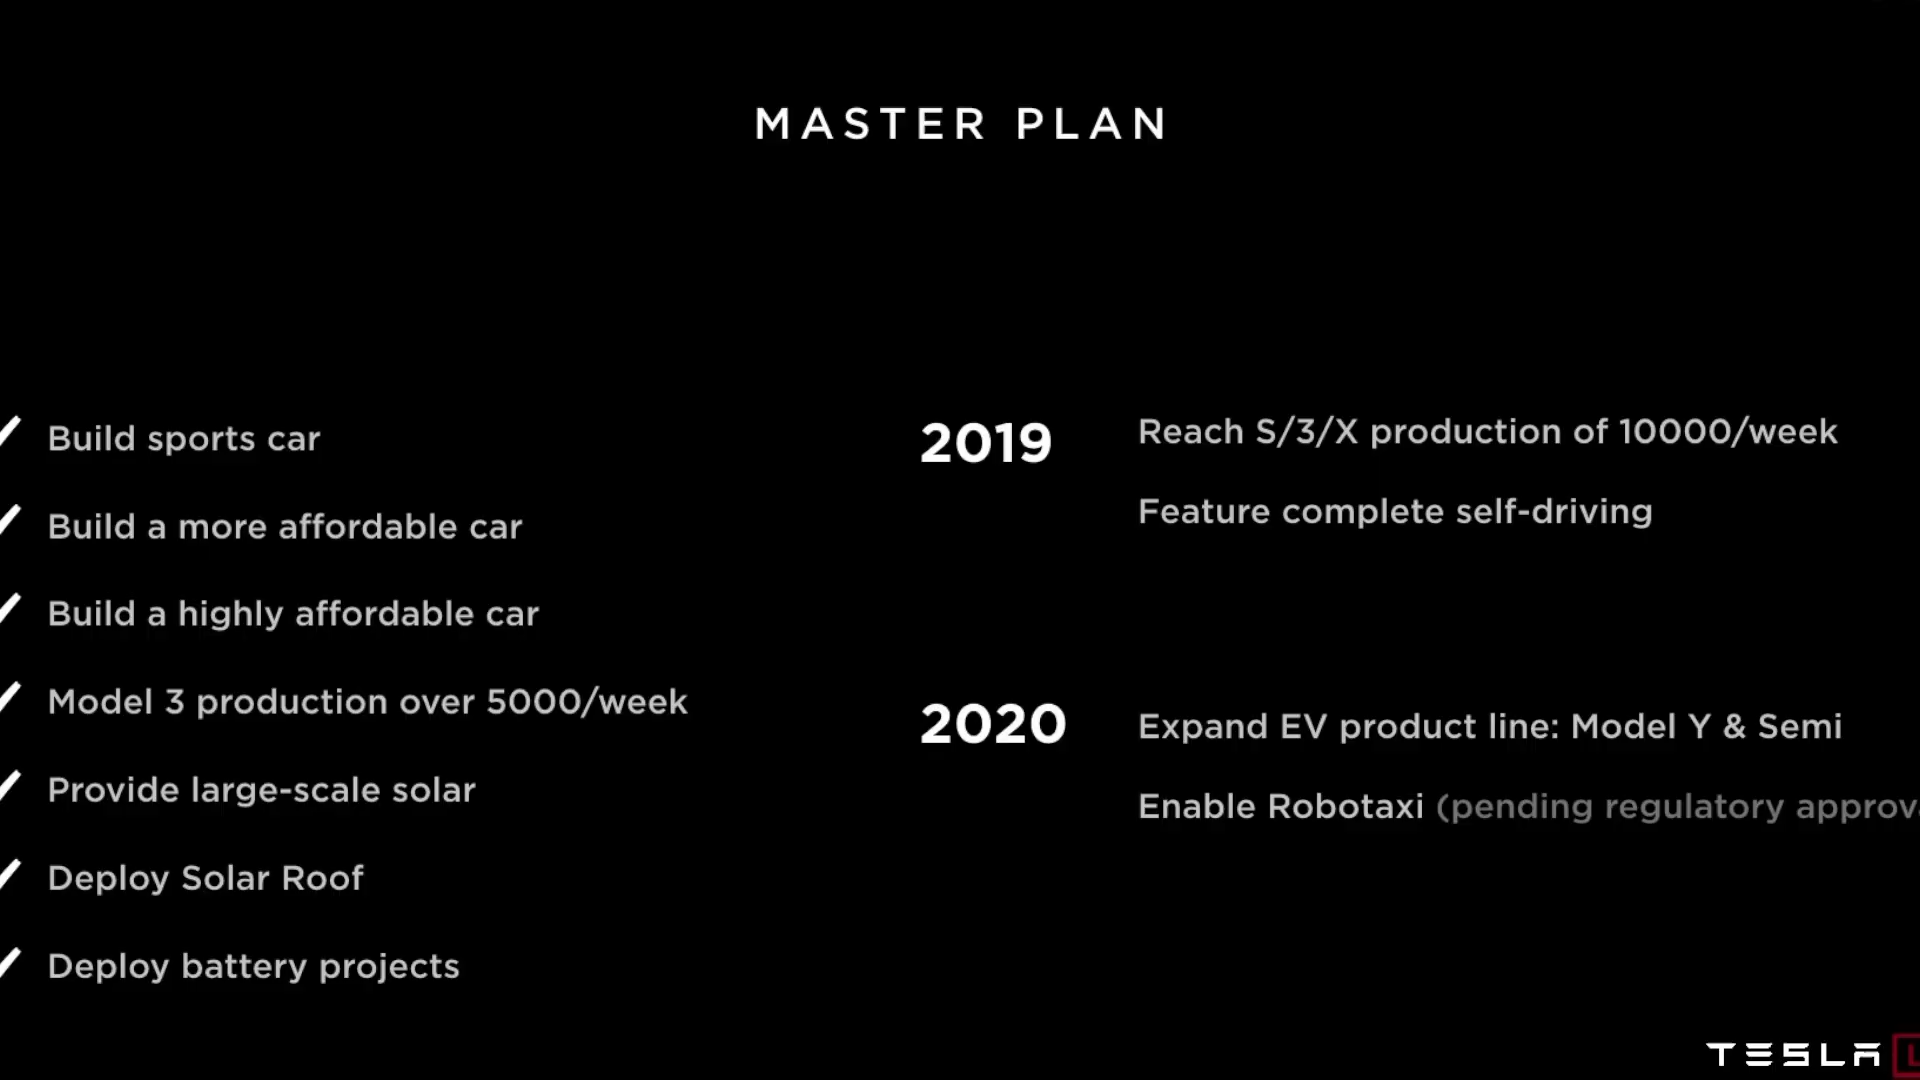 MASTER PLAN
Build sports car
Build a more affordable car
Build a highly affordable car
Model 3 production over 5000/week
Provide large-scale solar
Deploy Solar Roof
Deploy battery projects
2019
Reach S/3/X production of 10000/week
Feature complete self-driving
2020
Expand EV product line: Model Y & Semi
Enable Robotaxi (pending regulatory
TESLA